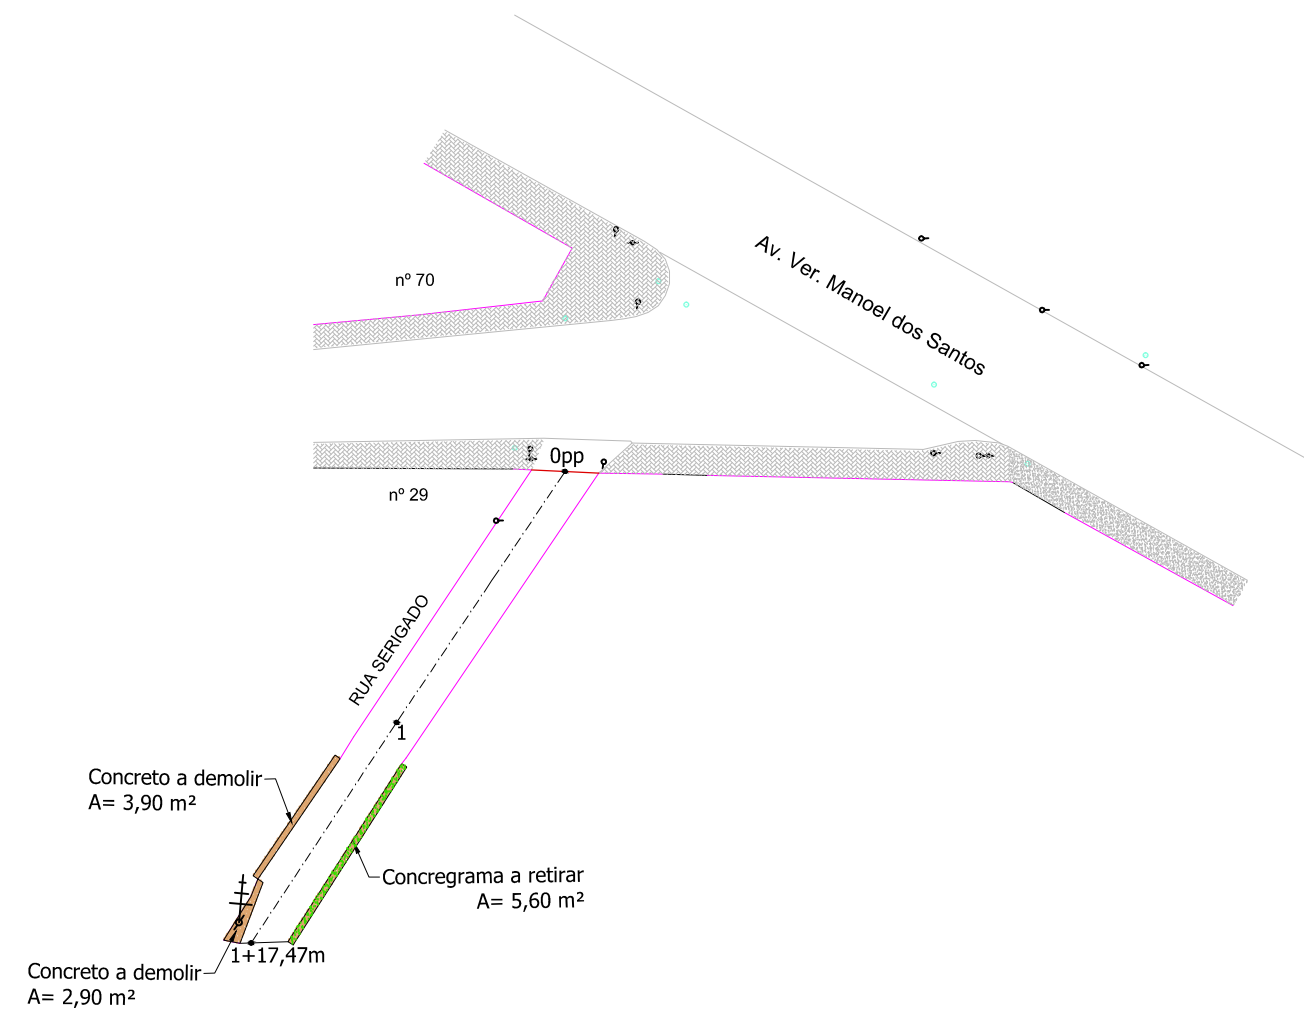 Av. Ver. Manoel dos Santos
nº 70
0pp
nº 29
RUA SERIGADO
1
Concreto a demolir
A= 3,90 m²
Concregrama a retirar
A= 5,60 m²
1+17,47m
Concreto a demolir
A= 2,90 m²